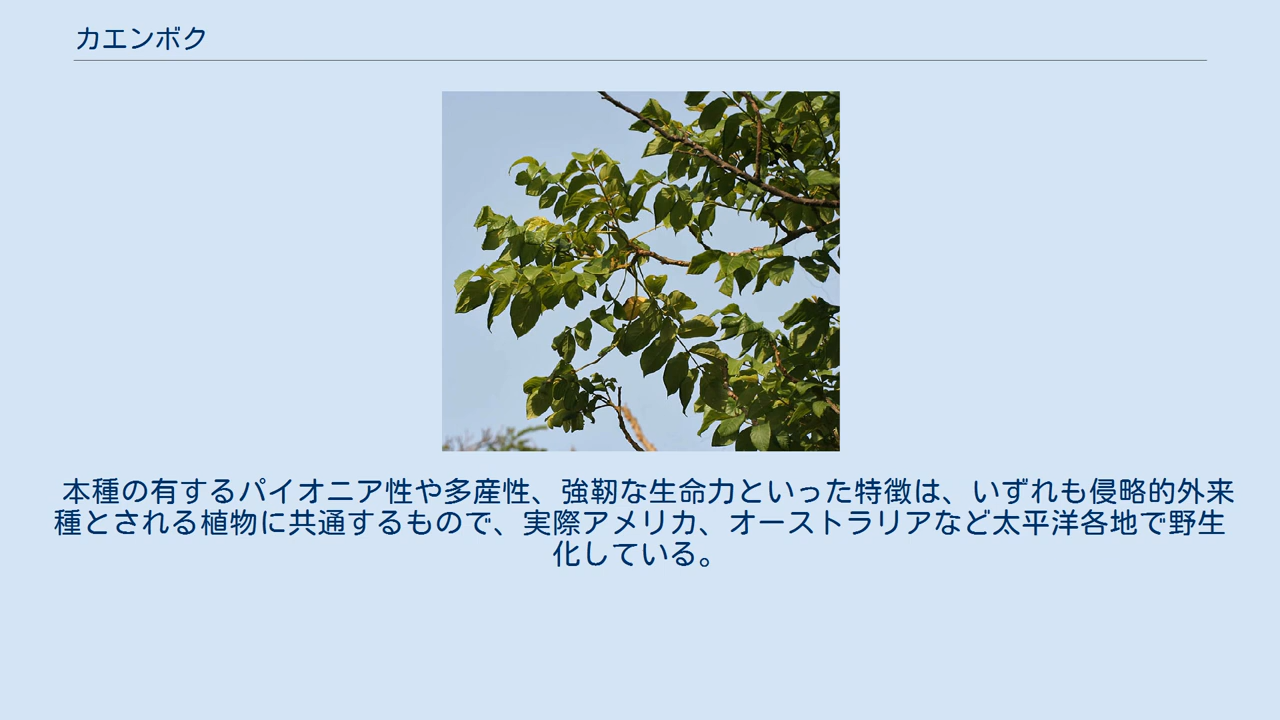 カエンボク
本種の有するパイオニア性や多産性、強靭な生命力といった特徴は、いずれも侵略的外来
種とされる植物に共通するもので、実際アメリカ、オーストラリアなど太平洋各地で野生
化している。